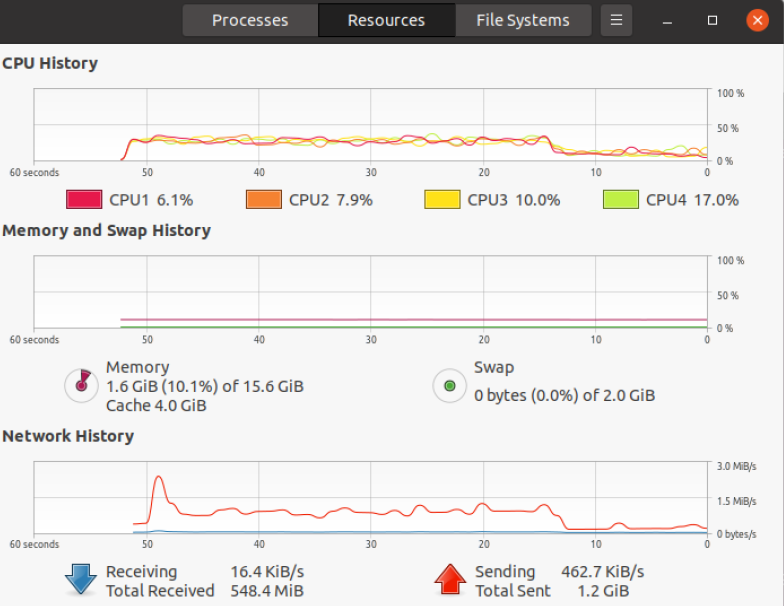 Processes Resources File Systems
CPU History
100 %
50 %
0 %
60 seconds 50 40 30 20 10 0
CPU1 6.1% CPU2 7.9% CPU3 10.0% CPU4 17.0%
Memory and Swap History
100 %
50 %
0 %
60 seconds 50 40 30 20 10 0
Memory Swap
1.6 GiB (10.1%) of 15.6 GiB 0 bytes (0.0%) of 2.0 GiB
Cache 4.0 GiB
Network History
3.0 MiB/s
1.5 MiB/s
0 bytes/s
60 seconds 50 40 30 20 10 0
Receiving 16.4 KiB/s Sending 462.7 KiB/s
Total Received 548.4 MiB Total Sent 1.2 GiB